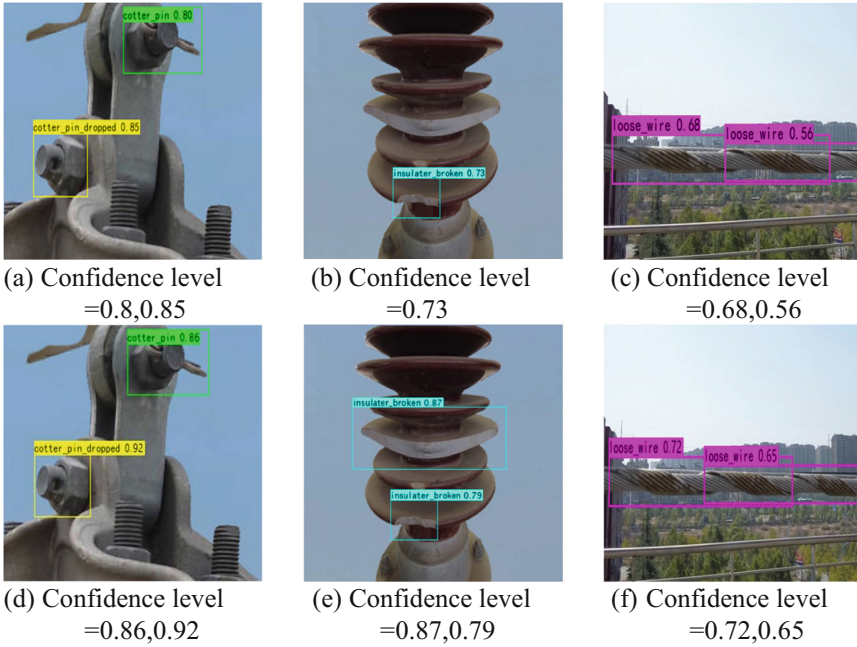 cotter_pin 0.80
cotter_pin_dropped 0.85
insulater_broken 0.73
loose_wire 0.68
loose_wire 0.56
(a) Confidence level
=0.8,0.85
(b) Confidence level
=0.73
(c) Confidence level
=0.68,0.56
cotter_pin 0.86
cotter_pin_dropped 0.92
insulater_broken 0.87
insulater_broken 0.79
loose_wire 0.72
loose_wire 0.65
(d) Confidence level
=0.86,0.92
(e) Confidence level
=0.87,0.79
(f) Confidence level
=0.72,0.65